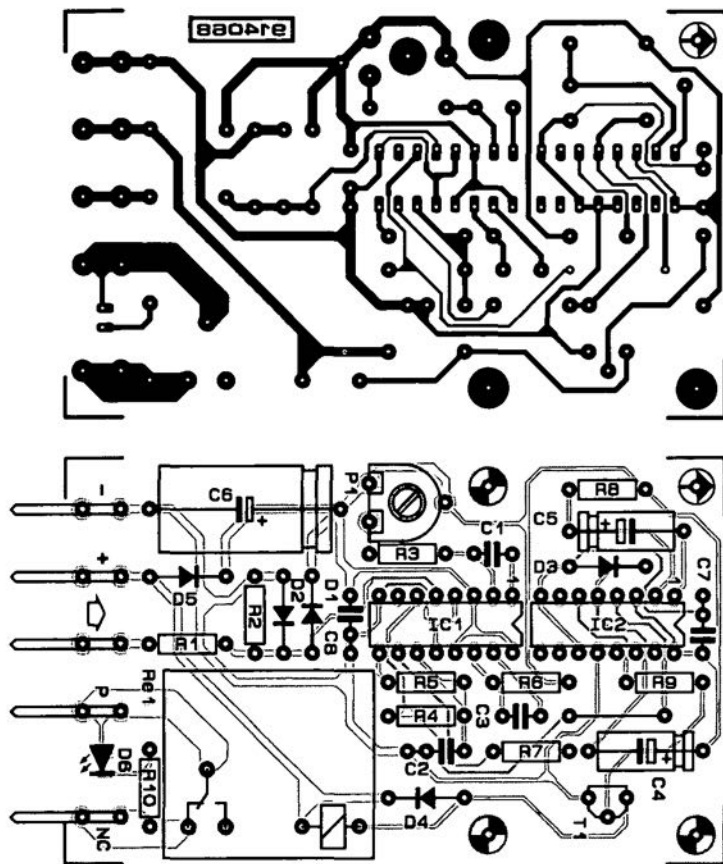 914068
-
C6
+
P1
R8
C1
C5
+
R3
+
D3
C7
D5
R2
D2
D1
C8
IC1
IC2
R1
P
Re1
R5
R6
R9
R4
C3
D6
R10
C2
R7
+
C4
NC
D4
T1